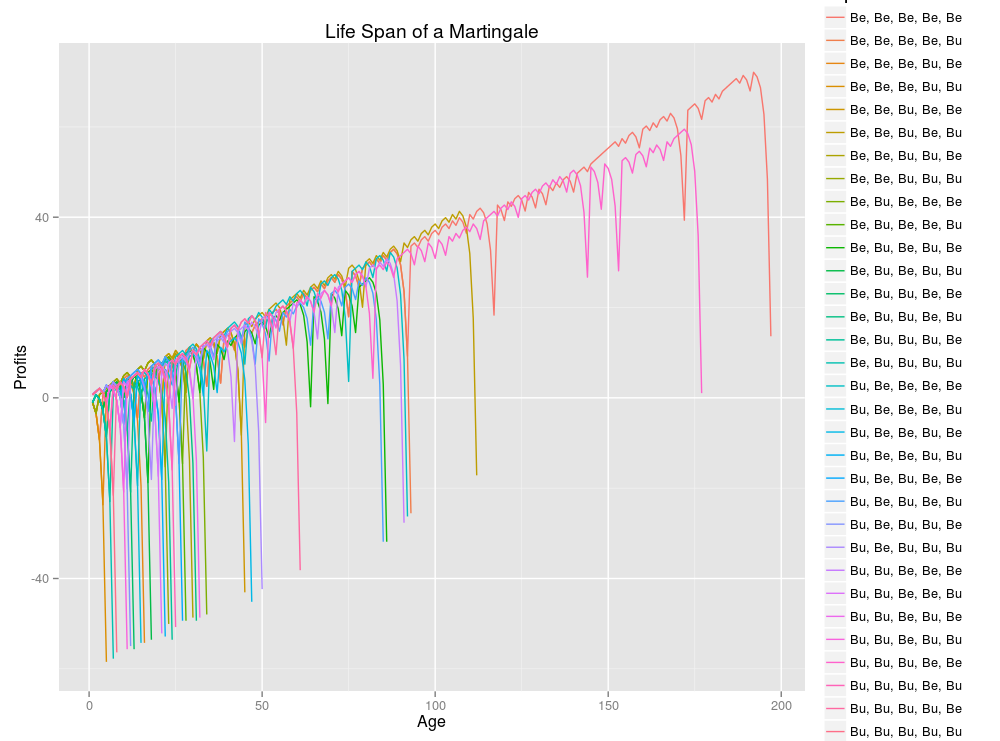 Life Span of a Martingale
Profits
40
0
-40
0
50
100
150
200
Age
Be, Be, Be, Be, Be
Be, Be, Be, Be, Bu
Be, Be, Be, Bu, Be
Be, Be, Be, Bu, Bu
Be, Be, Bu, Be, Be
Be, Be, Bu, Be, Bu
Be, Be, Bu, Bu, Be
Be, Be, Bu, Bu, Bu
Be, Bu, Be, Be, Be
Be, Bu, Be, Be, Bu
Be, Bu, Be, Bu, Be
Be, Bu, Be, Bu, Bu
Be, Bu, Bu, Be, Be
Be, Bu, Bu, Be, Bu
Be, Bu, Bu, Bu, Be
Be, Bu, Bu, Bu, Bu
Bu, Be, Be, Be, Be
Bu, Be, Be, Be, Bu
Bu, Be, Be, Bu, Be
Bu, Be, Be, Bu, Bu
Bu, Be, Bu, Be, Be
Bu, Be, Bu, Be, Bu
Bu, Be, Bu, Bu, Be
Bu, Be, Bu, Bu, Bu
Bu, Bu, Be, Be, Be
Bu, Bu, Be, Be, Bu
Bu, Bu, Be, Bu, Be
Bu, Bu, Be, Bu, Bu
Bu, Bu, Bu, Be, Be
Bu, Bu, Bu, Be, Bu
Bu, Bu, Bu, Bu, Be
Bu, Bu, Bu, Bu, Bu